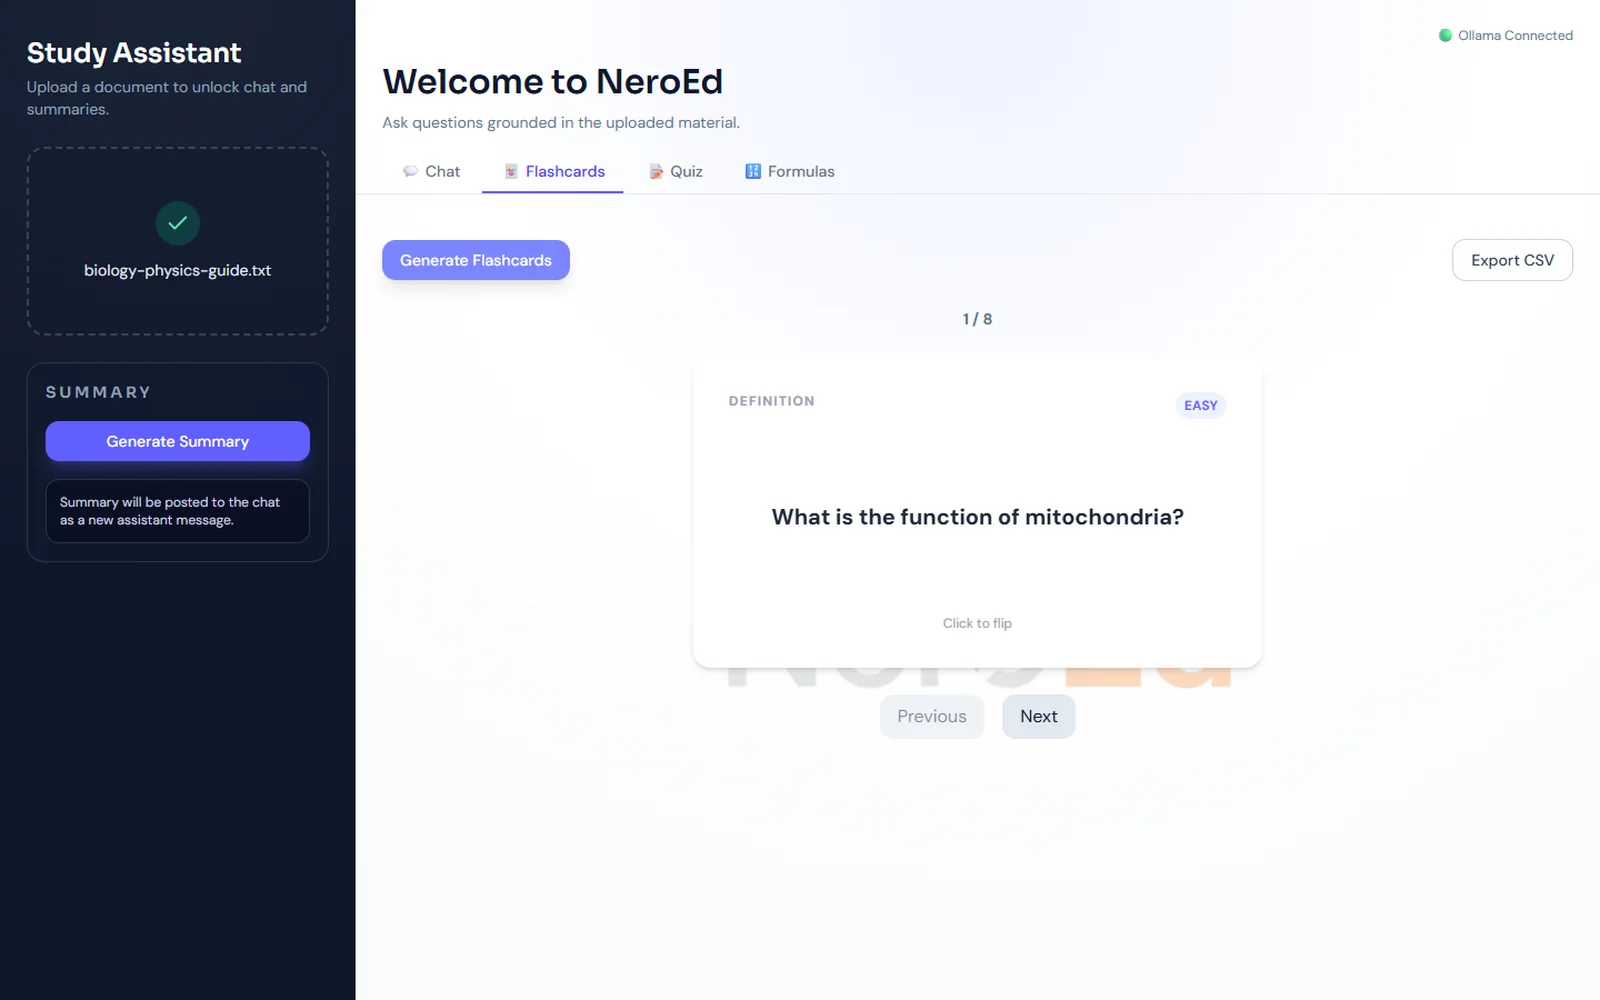 Study Assistant
Upload a document to unlock chat and
summaries.
biology-physics-guide.txt
SUMMARY
Generate Summary
Summary will be posted to the chat
as a new assistant message.
Ollama Connected
Welcome to NeroEd
Ask questions grounded in the uploaded material.
Chat
Flashcards
Quiz
Formulas
Generate Flashcards
Export CSV
1 / 8
DEFINITION
EASY
What is the function of mitochondria?
Click to flip
NeroEd
Previous
Next